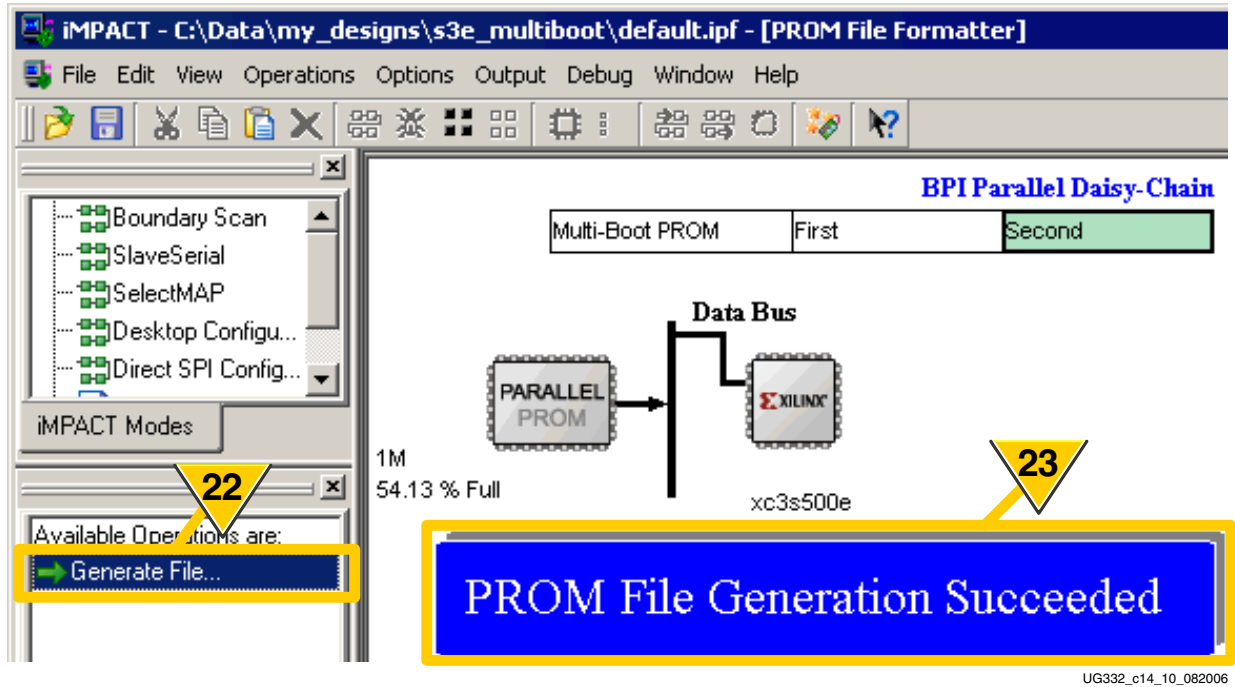 iMPACT - C:\Data\my_designs\s3e_multiboot\default.ipf - [PROM File Formatter]
File Edit View Operations Options Output Debug Window Help
Boundary Scan
SlaveSerial
SelectMAP
Desktop Configu...
Direct SPI Config...
iMPACT Modes
BPI Parallel Daisy-Chain
Multi-Boot PROM First Second
Data Bus
PARALLEL
PROM
XILINX
1M
54.13 % Full
xc3s500e
22
23
Available Operations are:
Generate File...
PROM File Generation Succeeded
UG332_c14_10_082006